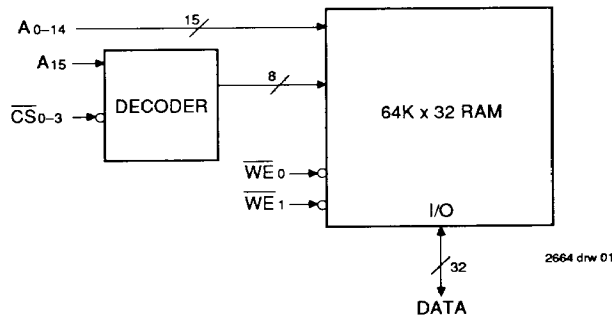 A0–14
15
A15
CS0–3
DECODER
8
64K x 32 RAM
WE0
WE1
I/O
32
2664 drw 01
DATA